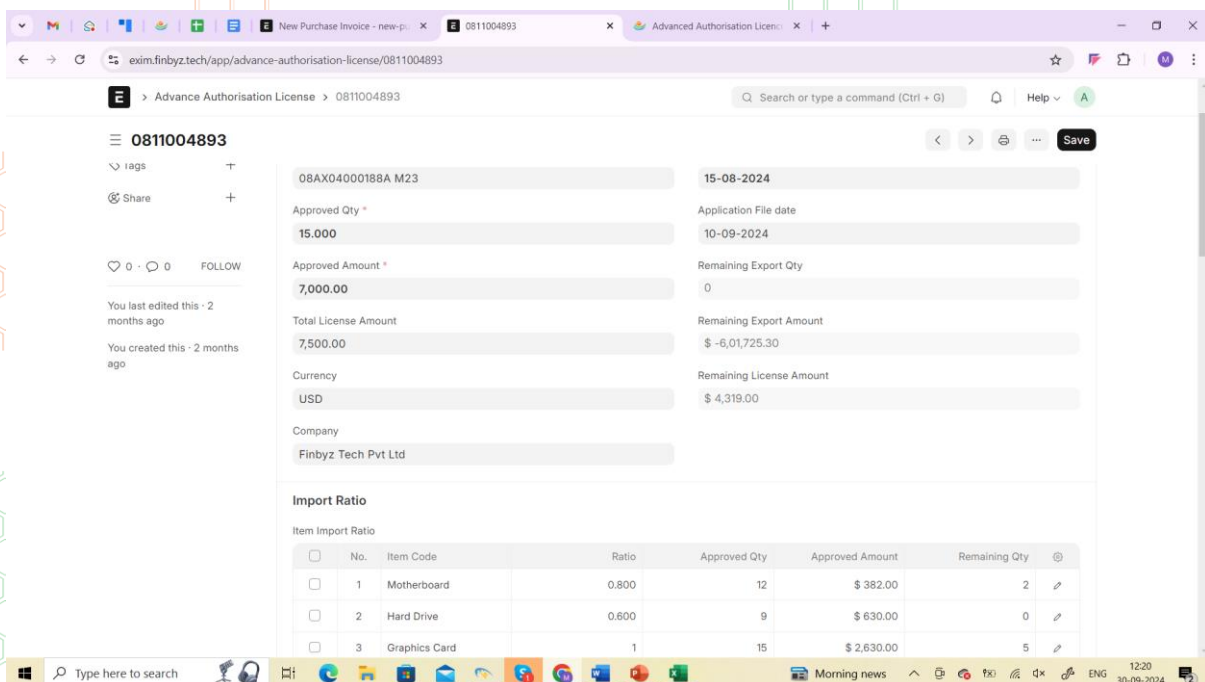 New Purchase Invoice - new-pu
0811004893
Advanced Authorisation Licenc
exim.finbyz.tech/app/advance-authorisation-license/0811004893
M
E > Advance Authorisation License > 0811004893
Search or type a command (Ctrl + G)
Help
A
0811004893
Save
Tags
Share
0 · 0 FOLLOW
You last edited this · 2 months ago
You created this · 2 months ago
08AX04000188A M23
15-08-2024
Approved Qty *
Application File date
15.000
10-09-2024
Approved Amount *
Remaining Export Qty
7,000.00
0
Total License Amount
Remaining Export Amount
7,500.00
$ -6,01,725.30
Currency
Remaining License Amount
USD
$ 4,319.00
Company
Finbyz Tech Pvt Ltd
Import Ratio
Item Import Ratio
No. Item Code Ratio Approved Qty Approved Amount Remaining Qty
1 Motherboard 0.800 12 $ 382.00 2
2 Hard Drive 0.600 9 $ 630.00 0
3 Graphics Card 1 15 $ 2,630.00 5
Type here to search
Morning news
ENG
12:20
30-09-2024